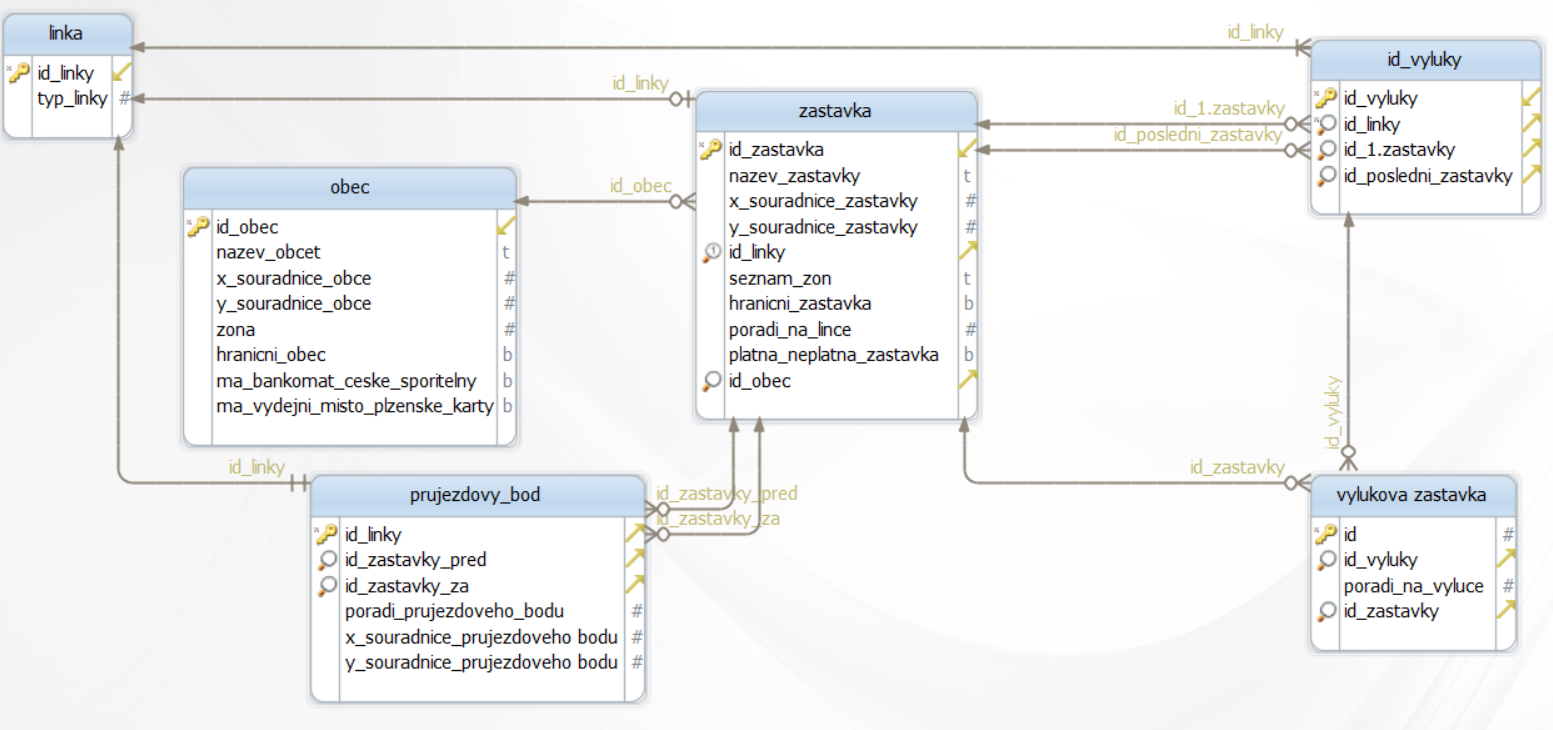 linka
id_linky
typ_linky #
id_linky
id_linky
obec
id_obec
nazev_obcet t
x_souradnice_obce #
y_souradnice_obce #
zona #
hranicni_obec b
ma_bankomat_ceske_sporitelny b
ma_vydejni_misto_plzenske_karty b
id_obec
zastavka
id_zastavka
nazev_zastavky t
x_souradnice_zastavky #
y_souradnice_zastavky #
id_linky
seznam_zon t
hranicni_zastavka b
poradi_na_lince #
platna_neplatna_zastavka b
id_obec
id_1.zastavky
id_posledni_zastavky
id_vyluky
id_vyluky
id_linky
id_1.zastavky
id_posledni_zastavky
id_vyluky
id_linky
prujezdovy_bod
id_linky
id_zastavky_pred
id_zastavky_za
poradi_prujezdoveho_bodu #
x_souradnice_prujezdoveho bodu #
y_souradnice_prujezdoveho bodu #
id_zastavky_pred
id_zastavky_za
id_zastavky
vylukova zastavka
id #
id_vyluky
poradi_na_vyluce #
id_zastavky